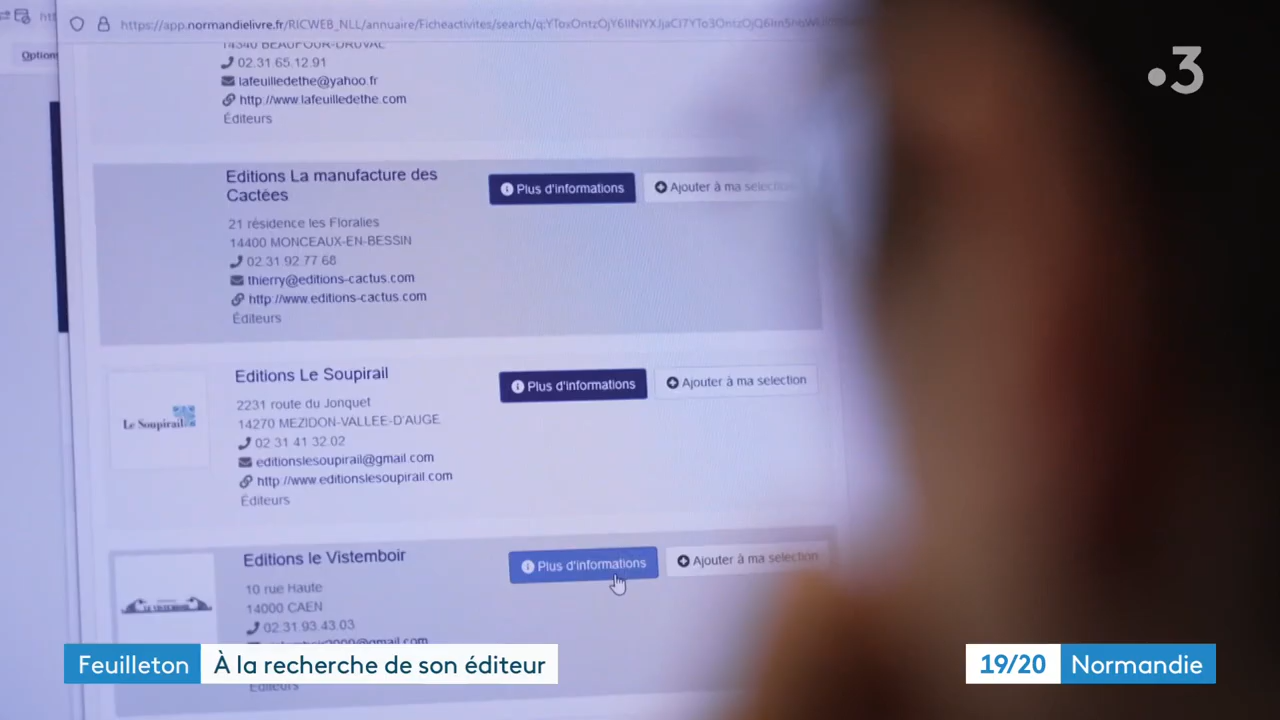 https://app.normandielivre.fr/RICWEB_NLL/annuaire/Ficheactivites/search/
Options
14340 BEAUFOUR-DRUVAL
02.31.65.12.91
lafeuilledethe@yahoo.fr
http://www.lafeuilledethe.com
Éditeurs
3
Editions La manufacture des
Cactées
Plus d'informations
Ajouter à ma selection
21 résidence les Floralies
14400 MONCEAUX-EN-BESSIN
02.31 92.77 68
thierry@editions-cactus.com
http://www.editions-cactus.com
Éditeurs
Le Soupirail
Editions Le Soupirail
Plus d'informations
Ajouter à ma selection
2231 route du Jonquet
14270 MEZIDON-VALLEE-D'AUGE
02 31 41 32.02
editionslesoupirail@gmail.com
http://www.editionslesoupirail.com
Éditeurs
Editions le Vistemboir
Plus d'informations
Ajouter à ma selection
10 rue Haute
14000 CAEN
02.31.93.43.03
Feuilleton À la recherche de son éditeur
19/20 Normandie
Éditeurs